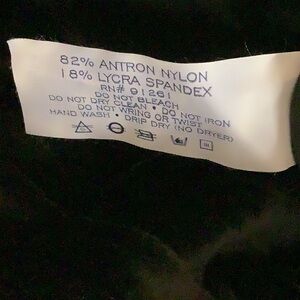 82% ANTRON NYLON
18% LYCRA SPANDEX
RN# 91261
DO NOT BLEACH
DO NOT DRY CLEAN • DO NOT IRON
DO NOT WRING OR TWIST
HAND WASH • DRIP DRY (NO DRYER)